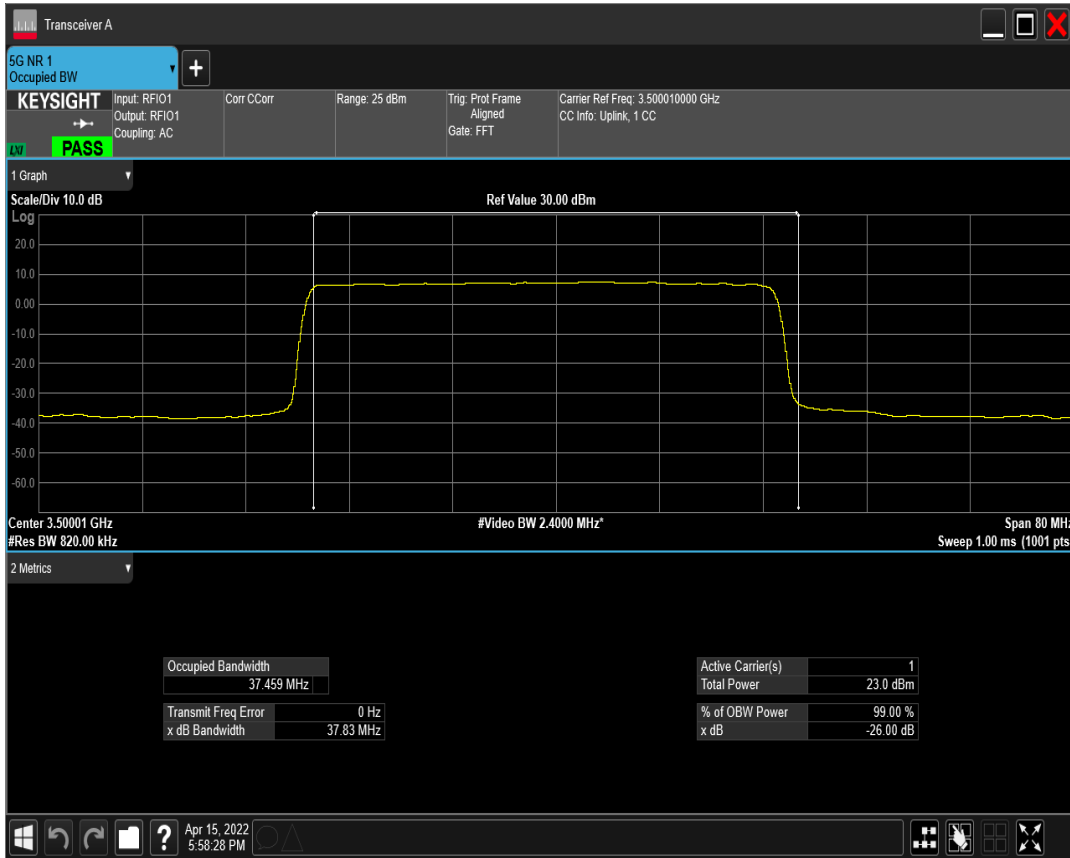 Transceiver A
5G NR 1
Occupied BW
+
KEYSIGHT
LXI
PASS
Input: RFIO1
Output: RFIO1
Coupling: AC
Corr CCorr
Range: 25 dBm
Trig: Prot Frame
Aligned
Gate: FFT
Carrier Ref Freq: 3.500010000 GHz
CC Info: Uplink, 1 CC
1 Graph
Scale/Div 10.0 dB
Ref Value 30.00 dBm
Log
20.0
10.0
0.00
-10.0
-20.0
-30.0
-40.0
-50.0
-60.0
Center 3.50001 GHz
#Video BW 2.4000 MHz*
Span 80 MHz
#Res BW 820.00 kHz
Sweep 1.00 ms (1001 pts
2 Metrics
Occupied Bandwidth
37.459 MHz
Transmit Freq Error 0 Hz
x dB Bandwidth 37.83 MHz
Active Carrier(s) 1
Total Power 23.0 dBm
% of OBW Power 99.00 %
x dB -26.00 dB
?
Apr 15, 2022
5:58:28 PM